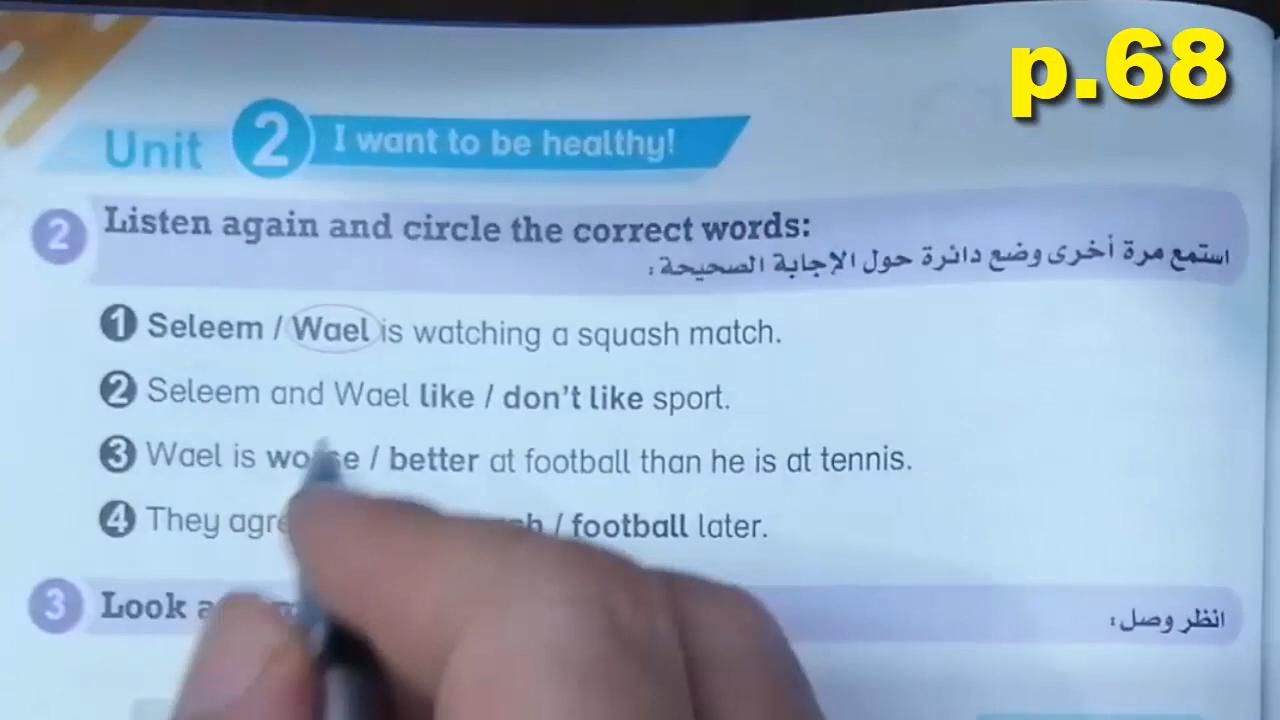 p.68
Unit 2 I want to be healthy!
2 Listen again and circle the correct words:
استمع مرة أخرى وضع دائرة حول الإجابة الصحيحة:
1 Seleem / Wael is watching a squash match.
2 Seleem and Wael like / don't like sport.
3 Wael is worse / better at football than he is at tennis.
4 They / football later.
3 Look
انظر وصل: